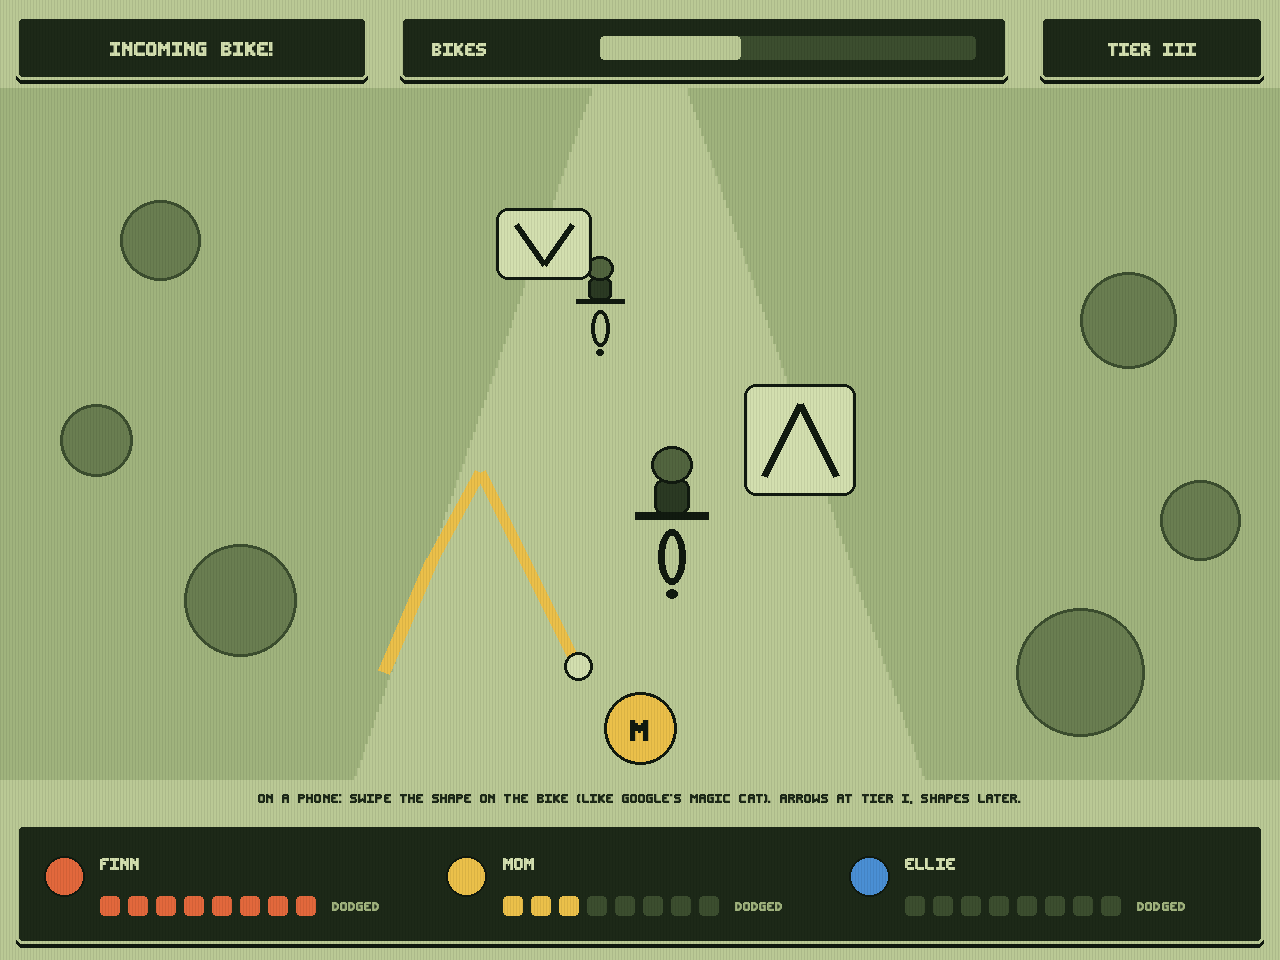 INCOMING BIKE!
BIKES
TIER III
M
ON A PHONE: SWIPE THE SHAPE ON THE BIKE (LIKE GOOGLE'S MAGIC CAT). ARROWS AT TIER I, SHAPES LATER.
FINN
DODGED
MOM
DODGED
ELLIE
DODGED